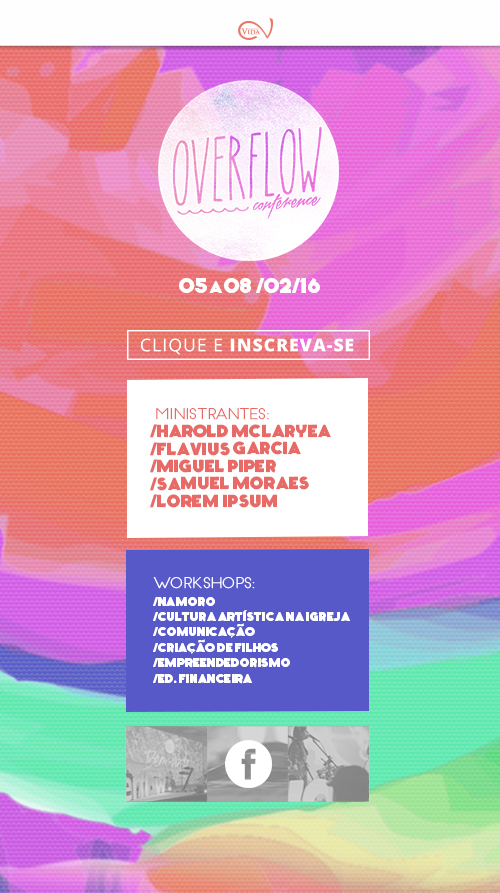 VIDA
OVERFLOW
conference
05 A 08 /02/16
CLIQUE E INSCREVA-SE
MINISTRANTES:
/HAROLD MCLARYEA
/FLAVIUS GARCIA
/MIGUEL PIPER
/SAMUEL MORAES
/LOREM IPSUM
WORKSHOPS:
/NAMORO
/CULTURA ARTÍSTICA NA IGREJA
/COMUNICAÇÃO
/CRIAÇÃO DE FILHOS
/EMPREENDEDORISMO
/ED. FINANCEIRA
f